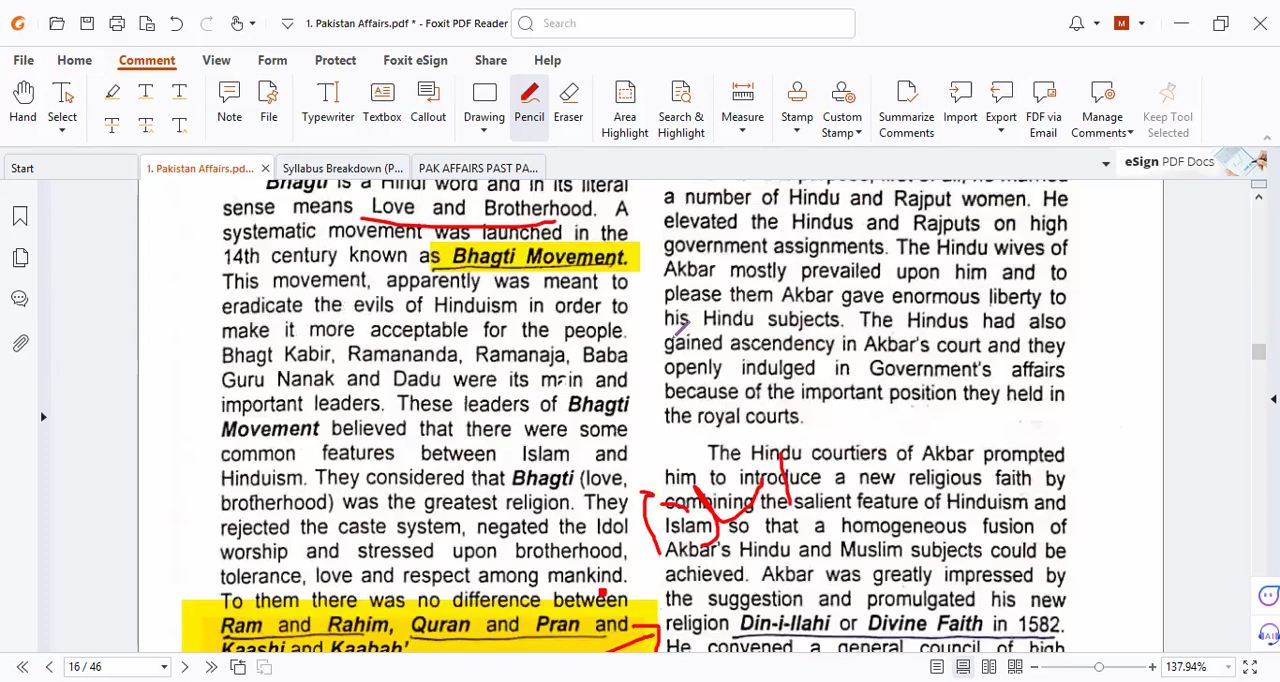 1. Pakistan Affairs.pdf * - Foxit PDF Reader
Search
M
File Home Comment View Form Protect Foxit eSign Share Help
Hand
Select
Note
File
Typewriter
Textbox
Callout
Drawing
Pencil
Eraser
Area
Highlight
Search &
Highlight
Measure
Stamp
Custom
Stamp
Summarize
Comments
Import
Export
FDF via
Email
Manage
Comments
Keep Tool
Selected
Start
1. Pakistan Affairs.pd...
Syllabus Breakdown (P...
PAK AFFAIRS PAST PA...
eSign PDF Docs
Bhagti is a Hindi word and in its literal
sense means Love and Brotherhood. A
systematic movement was launched in the
14th century known as Bhagti Movement.
This movement, apparently was meant to
eradicate the evils of Hinduism in order to
make it more acceptable for the people.
Bhagt Kabir, Ramananda, Ramanaja, Baba
Guru Nanak and Dadu were its main and
important leaders. These leaders of Bhagti
Movement believed that there were some
common features between Islam and
Hinduism. They considered that Bhagti (love,
brotherhood) was the greatest religion. They
rejected the caste system, negated the Idol
worship and stressed upon brotherhood,
tolerance, love and respect among mankind.
To them there was no difference between
Ram and Rahim, Quran and Pran and
Kaashi and Kaabah'
a number of Hindu and Rajput women. He
elevated the Hindus and Rajputs on high
government assignments. The Hindu wives of
Akbar mostly prevailed upon him and to
please them Akbar gave enormous liberty to
his Hindu subjects. The Hindus had also
gained ascendency in Akbar's court and they
openly indulged in Government's affairs
because of the important position they held in
the royal courts.
The Hindu courtiers of Akbar prompted
him to introduce a new religious faith by
combining the salient feature of Hinduism and
Islam so that a homogeneous fusion of
Akbar's Hindu and Muslim subjects could be
achieved. Akbar was greatly impressed by
the suggestion and promulgated his new
religion Din-i-Ilahi or Divine Faith in 1582.
He convened a general council of high
16 / 46
137.94%